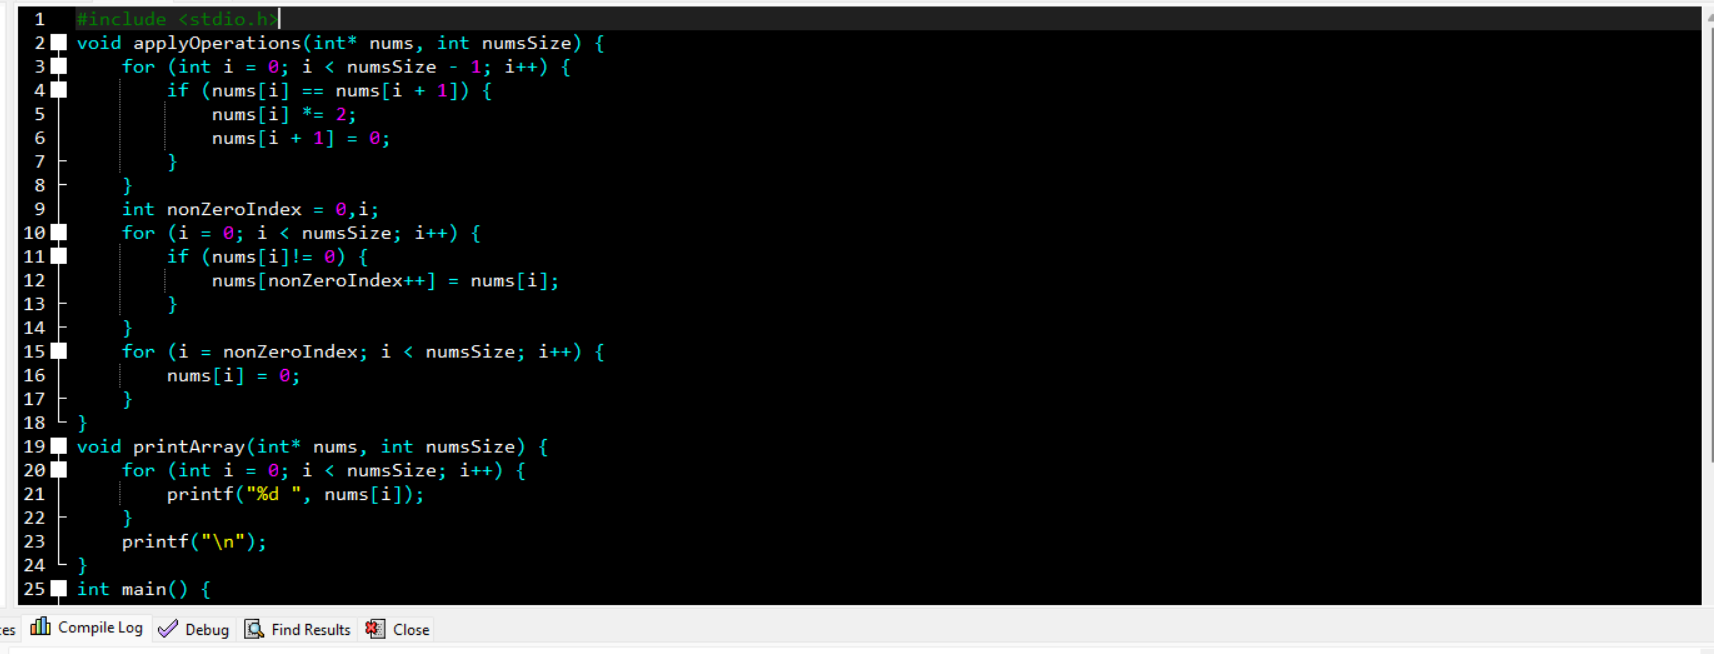 1 #include <stdio.h>
2 void applyOperations(int* nums, int numsSize) {
3     for (int i = 0; i < numsSize - 1; i++) {
4         if (nums[i] == nums[i + 1]) {
5             nums[i] *= 2;
6             nums[i + 1] = 0;
7         }
8     }
9     int nonZeroIndex = 0,i;
10     for (i = 0; i < numsSize; i++) {
11         if (nums[i]!= 0) {
12             nums[nonZeroIndex++] = nums[i];
13         }
14     }
15     for (i = nonZeroIndex; i < numsSize; i++) {
16         nums[i] = 0;
17     }
18 }
19 void printArray(int* nums, int numsSize) {
20     for (int i = 0; i < numsSize; i++) {
21         printf("%d ", nums[i]);
22     }
23     printf("\n");
24 }
25 int main() {
es Compile Log Debug Find Results Close